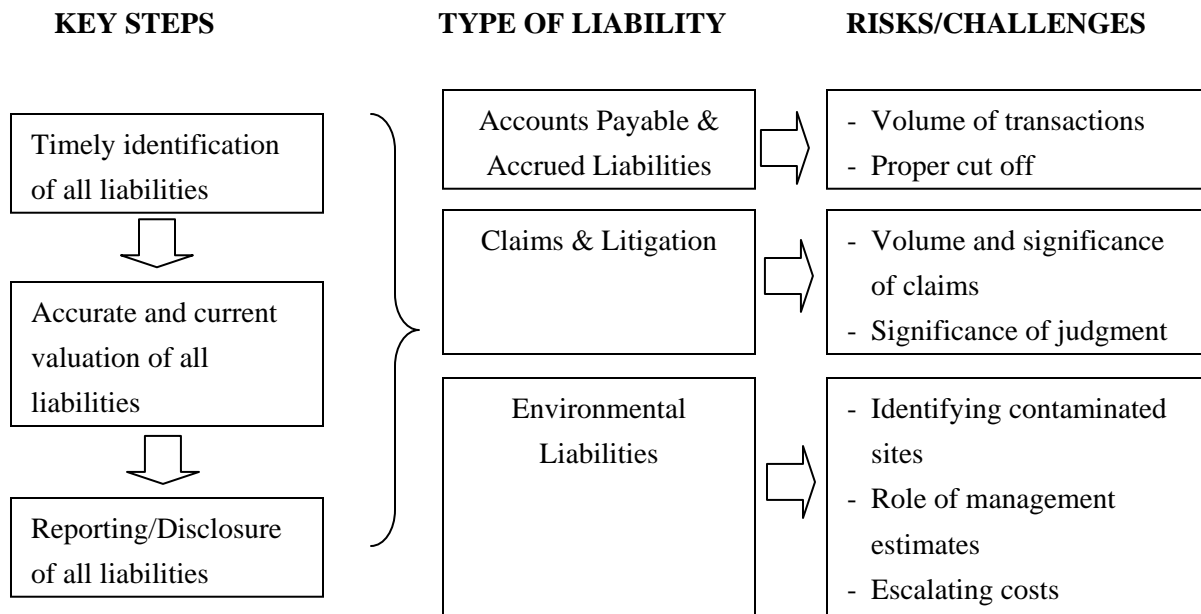 KEY STEPS
TYPE OF LIABILITY
RISKS/CHALLENGES
Timely identification
of all liabilities
Accurate and current
valuation of all
liabilities
Reporting/Disclosure
of all liabilities
Accounts Payable &
Accrued Liabilities
- Volume of transactions
- Proper cut off
Claims & Litigation
- Volume and significance
of claims
- Significance of judgment
Environmental
Liabilities
- Identifying contaminated
sites
- Role of management
estimates
- Escalating costs